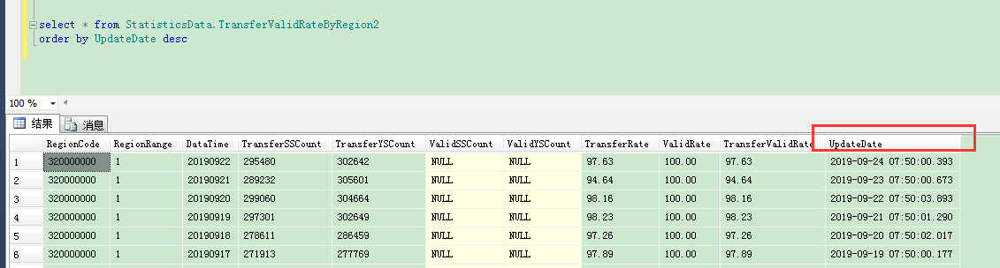 select * from StatisticsData.TransferValidRateByRegion2
order by UpdateDate desc
100 %
结果 消息
RegionCode RegionRange DataTime TransferSSCount TransferYSCount ValidSSCount ValidYSCount TransferRate ValidRate TransferValidRate UpdateDate
1 320000000 1 20190922 295480 302642 NULL NULL 97.63 100.00 97.63 2019-09-24 07:50:00.393
2 320000000 1 20190921 289232 305601 NULL NULL 94.64 100.00 94.64 2019-09-23 07:50:00.673
3 320000000 1 20190920 299060 304664 NULL NULL 98.16 100.00 98.16 2019-09-22 07:50:03.893
4 320000000 1 20190919 297301 302649 NULL NULL 98.23 100.00 98.23 2019-09-21 07:50:01.290
5 320000000 1 20190918 278611 286459 NULL NULL 97.26 100.00 97.26 2019-09-20 07:50:02.017
6 320000000 1 20190917 271913 277769 NULL NULL 97.89 100.00 97.89 2019-09-19 07:50:00.177